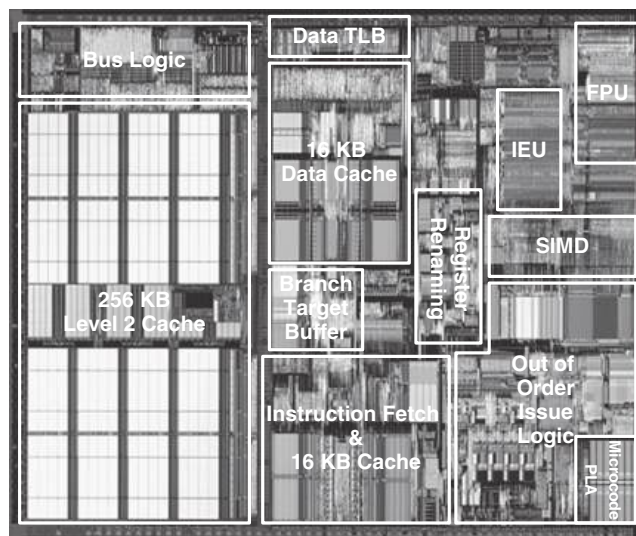 Bus Logic
Data TLB
FPU
16 KB
Data Cache
IEU
Register
Renaming
SIMD
256 KB
Level 2 Cache
Branch
Target
Buffer
Out of
Order
Issue
Logic
Instruction Fetch
&
16 KB Cache
Microcode
PLA